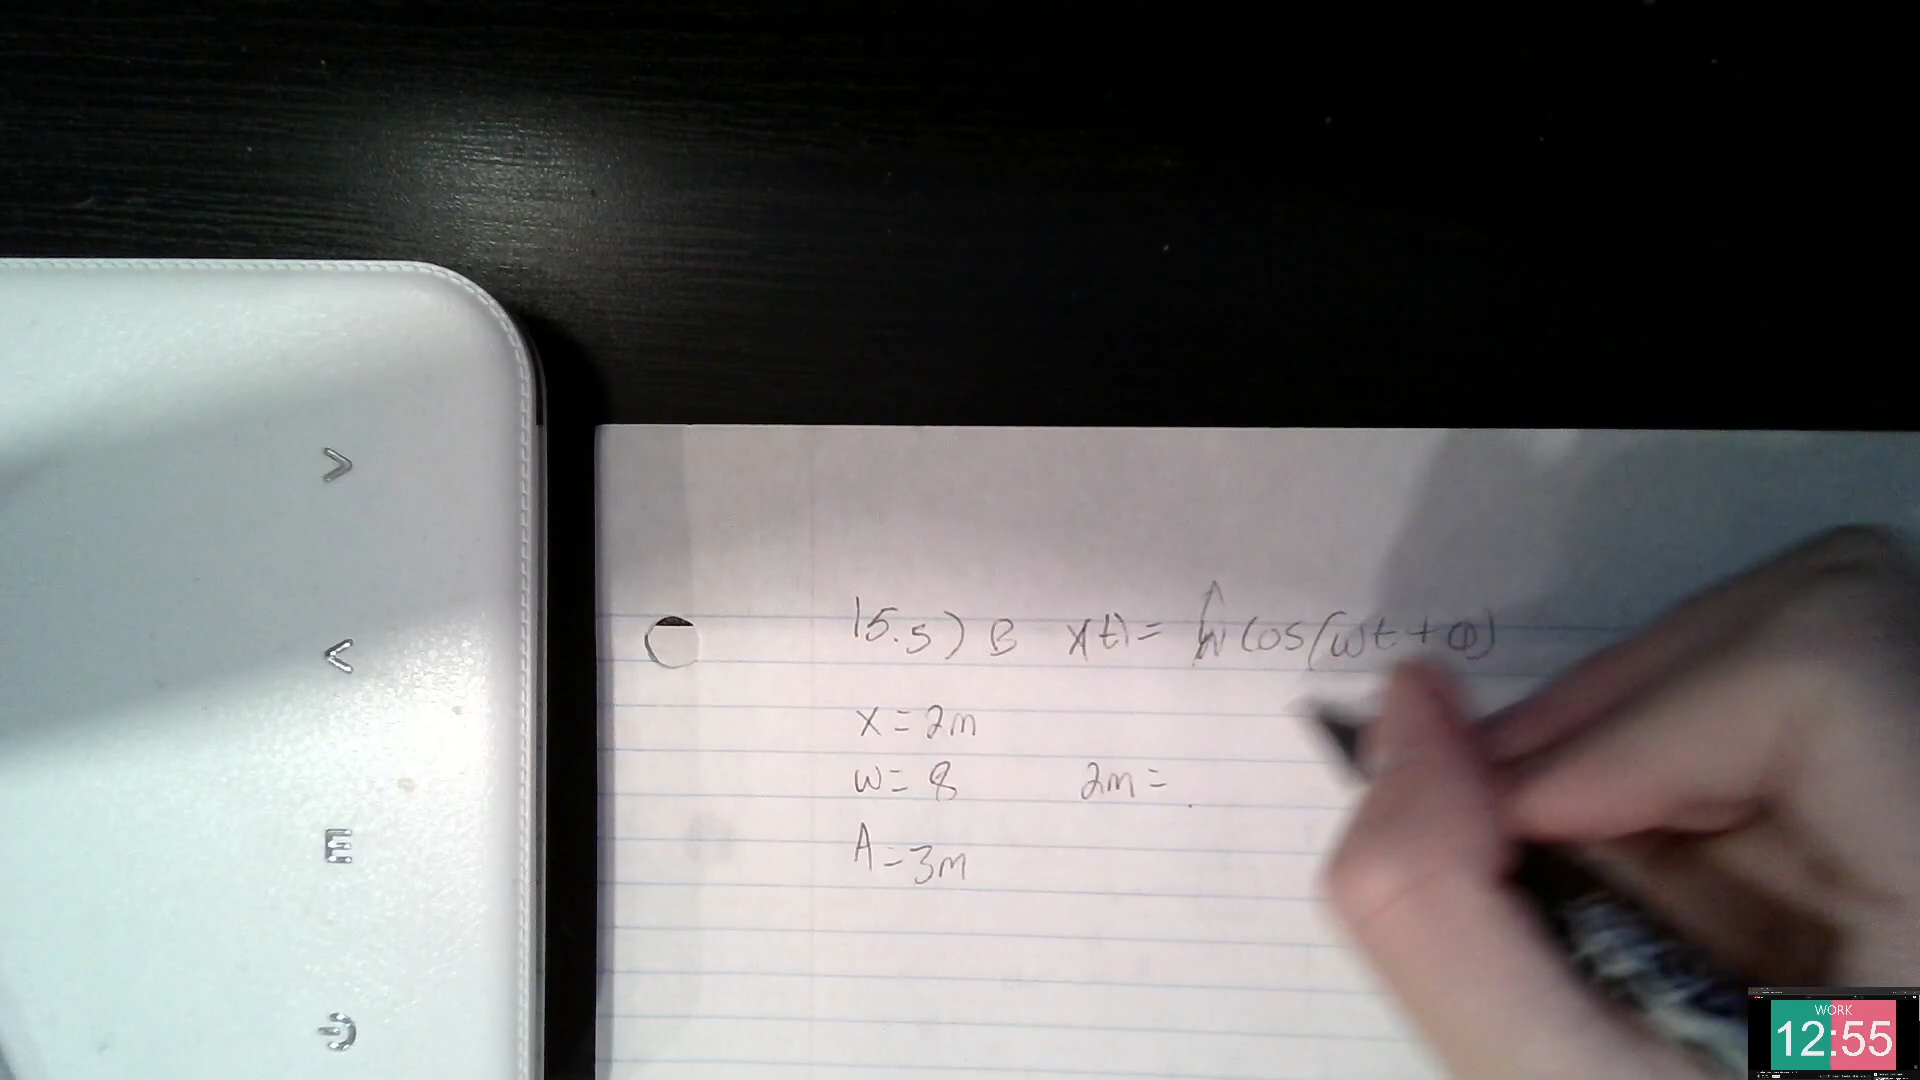 15.5) B x(t) = A cos(ωt + φ)
x = 2m
ω = 8 2m =
A = 3m
WORK
12:55